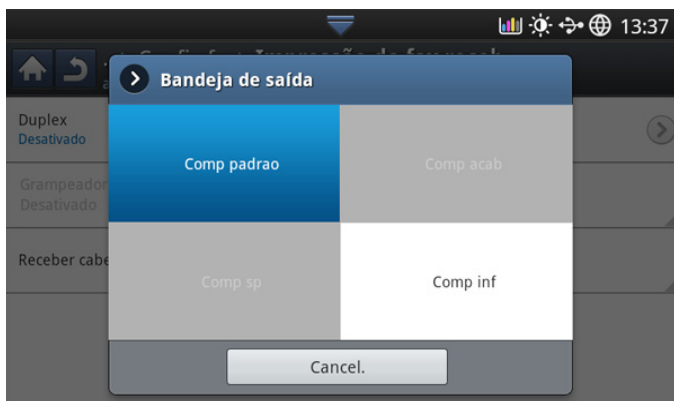 13:37
Bandeja de saída
Duplex
Desativado
Comp padrao
Comp acab
Grampeador
Desativado
Receber cabe
Comp sp
Comp inf
Cancel.